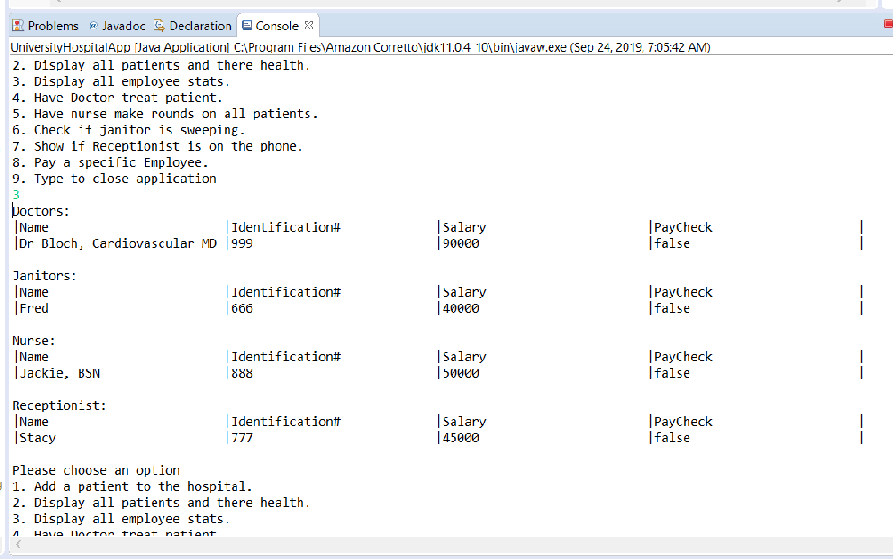 Problems @ Javadoc Declaration Console
UniversityHospitalApp [Java Application] C:\Program Files\Amazon Corretto\jdk11.0.4_10\bin\javaw.exe (Sep 24, 2019, 7:05:42 AM)
2. Display all patients and there health.
3. Display all employee stats.
4. Have Doctor treat patient.
5. Have nurse make rounds on all patients.
6. Check if janitor is sweeping.
7. Show if Receptionist is on the phone.
8. Pay a specific Employee.
9. Type to close application
3
Doctors:
|Name |Identification# |Salary |PayCheck |
|Dr Bloch, Cardiovascular MD |999 |90000 |false |
Janitors:
|Name |Identification# |Salary |PayCheck |
|Fred |666 |40000 |false |
Nurse:
|Name |Identification# |Salary |PayCheck |
|Jackie, BSN |888 |50000 |false |
Receptionist:
|Name |Identification# |Salary |PayCheck |
|Stacy |777 |45000 |false |
Please choose an option
1. Add a patient to the hospital.
2. Display all patients and there health.
3. Display all employee stats.
4. Have Doctor treat patient.